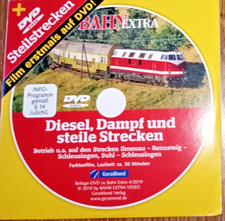 + DVD
Steilstrecken
Film erstmals auf DVD!
BAHN EXTRA
INFO-
Programm
gemäß
§ 14
JuSchG
DVD
Diesel, Dampf und
steile Strecken
Betrieb u.a. auf den Strecken Ilmenau – Rennsteig –
Schleusingen, Suhl – Schleusingen
Farbtonfilm, Laufzeit: ca. 50 Minuten
GeraMond
Beilage-DVD zu Bahn Extra 4/2019
© 2019 by BAHN EXTRA VIDEO
GeraMond Verlag
www.geramond.de